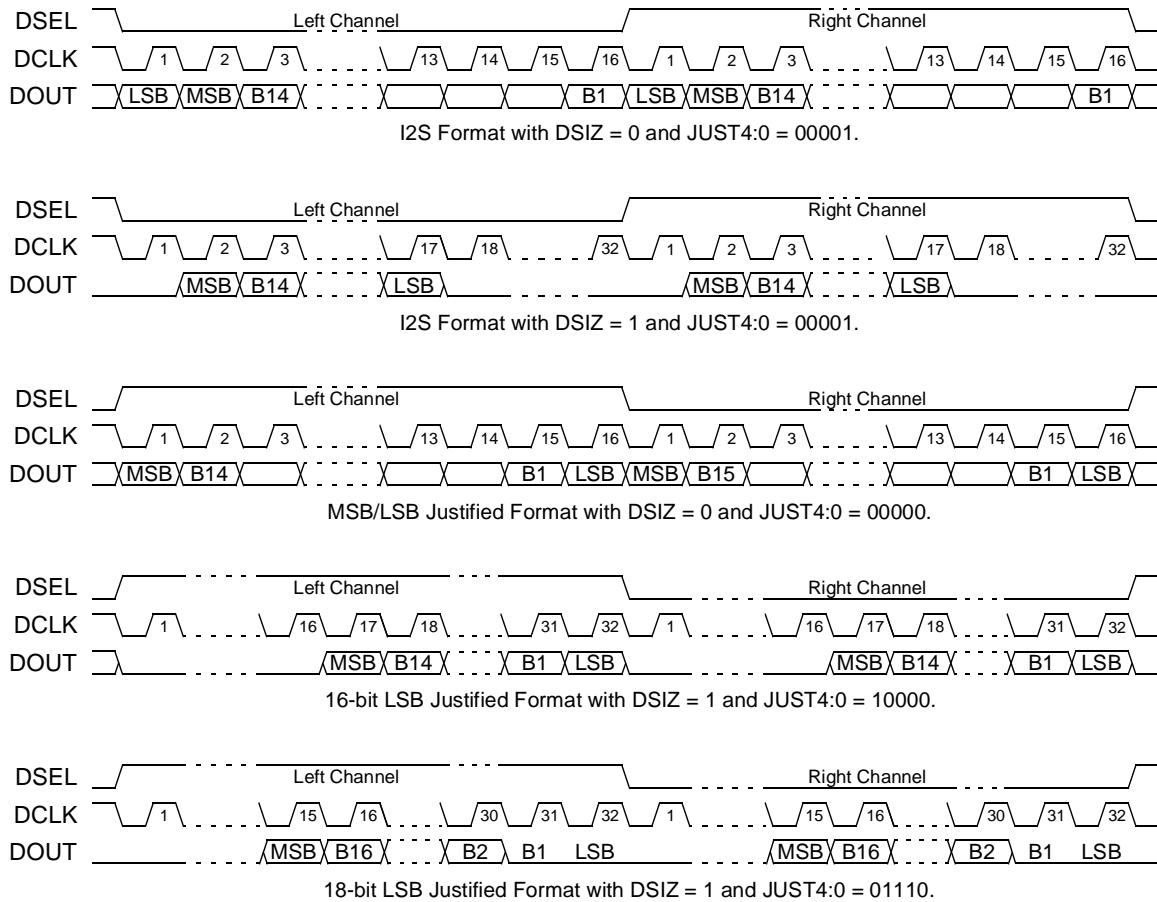 DSEL Left Channel Right Channel
DCLK 1 2 3 13 14 15 16 1 2 3 13 14 15 16
DOUT LSB MSB B14 B1 LSB MSB B14 B1
I2S Format with DSIZ = 0 and JUST4:0 = 00001.
DSEL Left Channel Right Channel
DCLK 1 2 3 17 18 32 1 2 3 17 18 32
DOUT MSB B14 LSB MSB B14 LSB
I2S Format with DSIZ = 1 and JUST4:0 = 00001.
DSEL Left Channel Right Channel
DCLK 1 2 3 13 14 15 16 1 2 3 13 14 15 16
DOUT MSB B14 B1 LSB MSB B15 B1 LSB
MSB/LSB Justified Format with DSIZ = 0 and JUST4:0 = 00000.
DSEL Left Channel Right Channel
DCLK 1 16 17 18 31 32 1 16 17 18 31 32
DOUT MSB B14 B1 LSB MSB B14 B1 LSB
16-bit LSB Justified Format with DSIZ = 1 and JUST4:0 = 10000.
DSEL Left Channel Right Channel
DCLK 1 15 16 30 31 32 1 15 16 30 31 32
DOUT MSB B16 B2 B1 LSB MSB B16 B2 B1 LSB
18-bit LSB Justified Format with DSIZ = 1 and JUST4:0 = 01110.